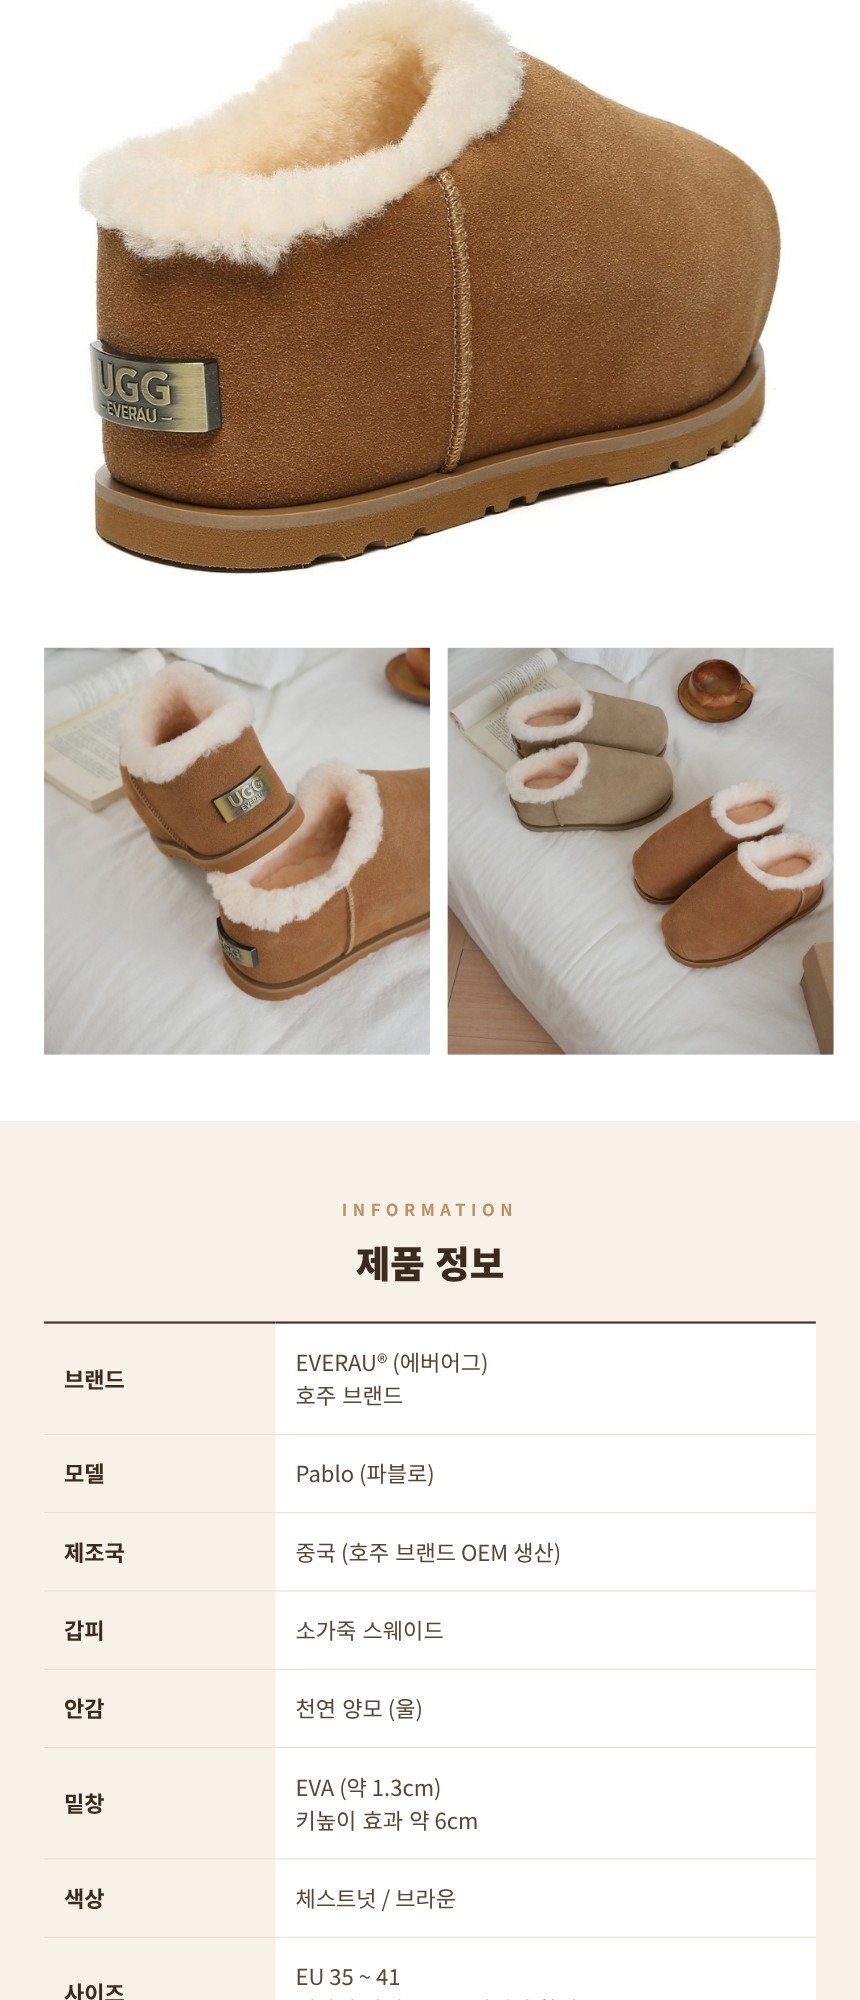 UGG
EVERAU
UGG
EVERAU
INFORMATION
제품 정보
브랜드
EVERAU® (에버어그)
호주 브랜드
모델
Pablo (파블로)
제조국
중국 (호주 브랜드 OEM 생산)
갑피
소가죽 스웨이드
안감
천연 양모 (울)
밑창
EVA (약 1.3cm)
키높이 효과 약 6cm
색상
체스트넛 / 브라운
사이즈
EU 35 ~ 41